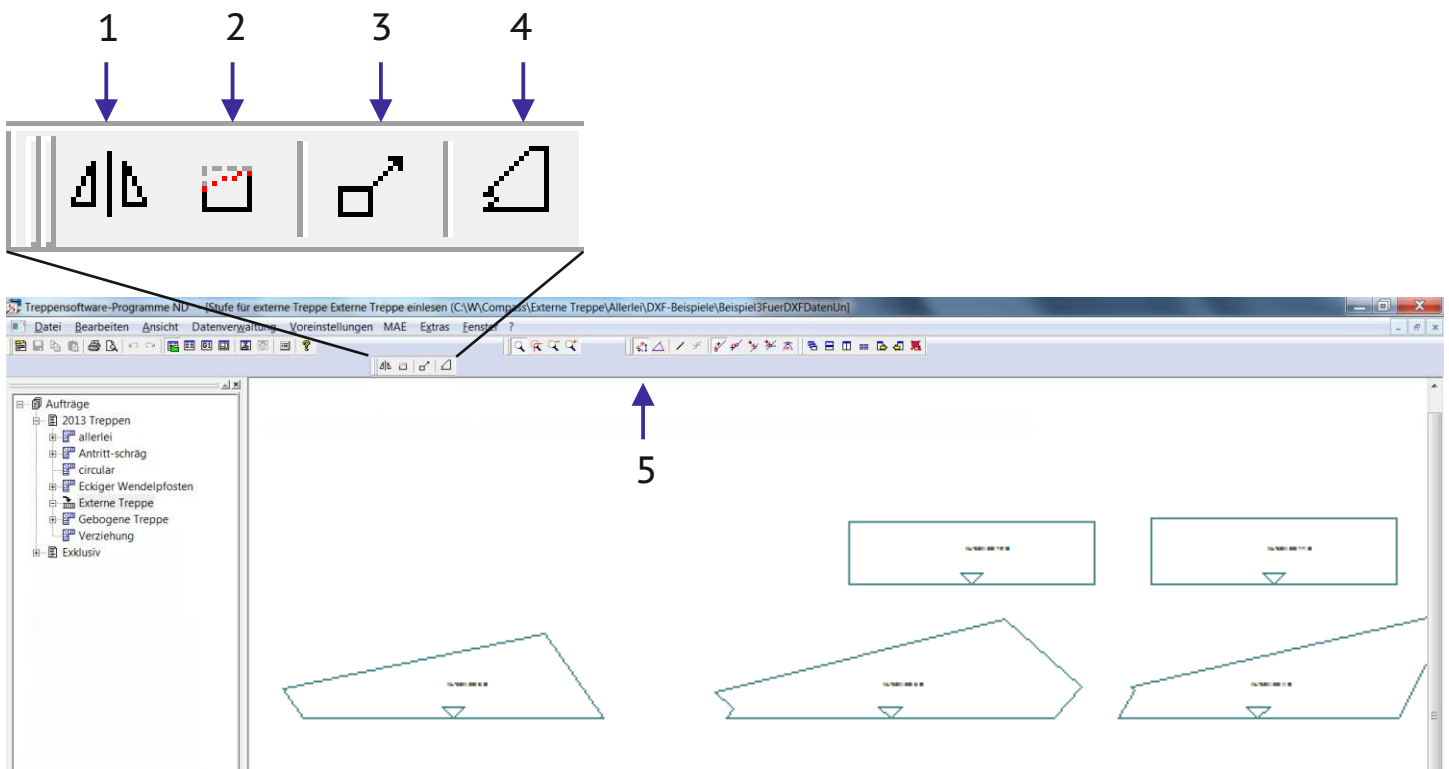 1 2 3 4
Treppensoftware-Programme ND - [Stufe für externe Treppe Externe Treppe einlesen (C:\W\Compass\Externe Treppe\Allerlei\DXF-Beispiele\Beispiel3FuerDXFDatenUn]
Datei Bearbeiten Ansicht Datenverwaltung Voreinstellungen MAE Extras Fenster ?
5
Aufträge
2013 Treppen
allerlei
Antritt-schräg
circular
Eckiger Wendelpfosten
Externe Treppe
Gebogene Treppe
Verziehung
Exklusiv